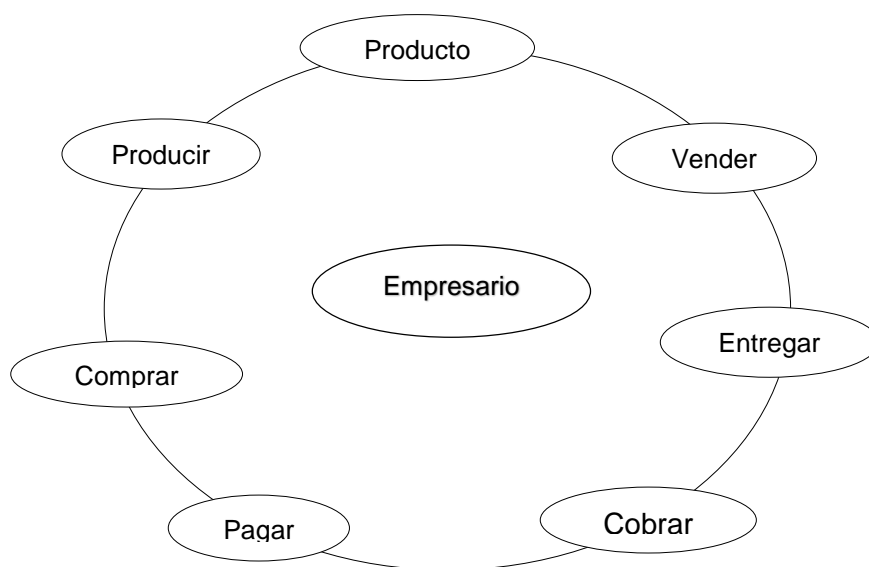 Producto
Producir
Vender
Empresario
Entregar
Comprar
Cobrar
Pagar